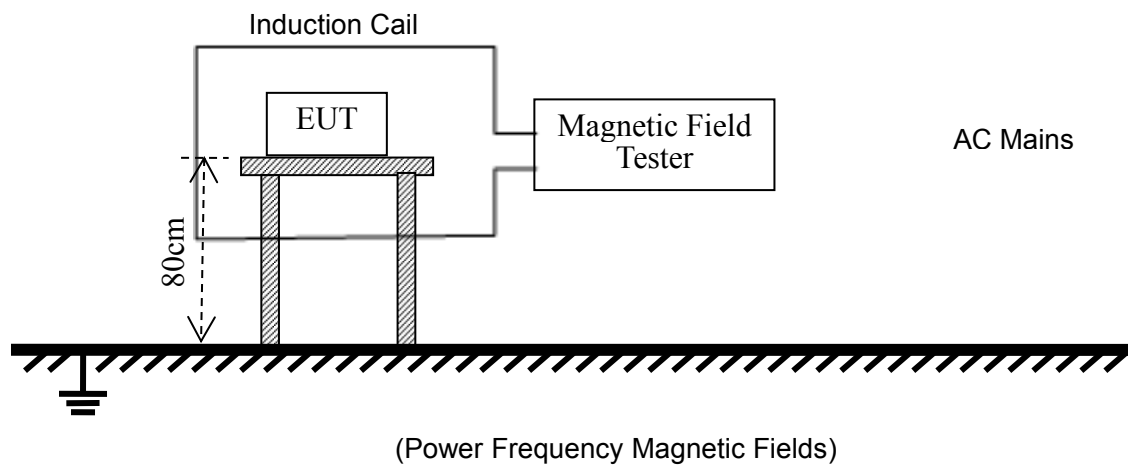 Induction Cail
EUT
Magnetic Field
Tester
AC Mains
80cm
(Power Frequency Magnetic Fields)